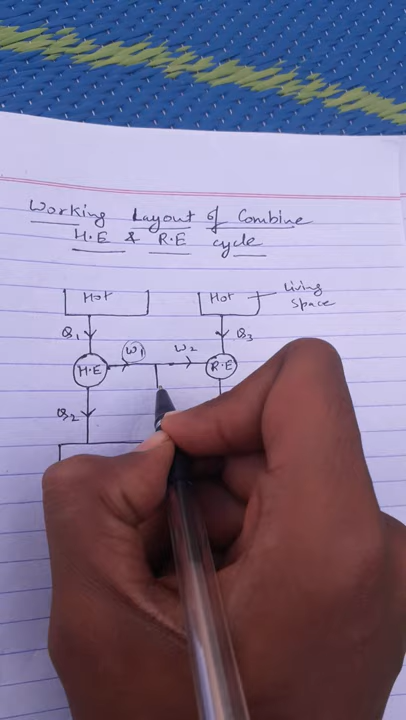 Working Layout of Combine
H.E & R.E cycle
Hot
Hot
Living
Space
Q1
W1
W2
Q3
H.E
R.E
Q2